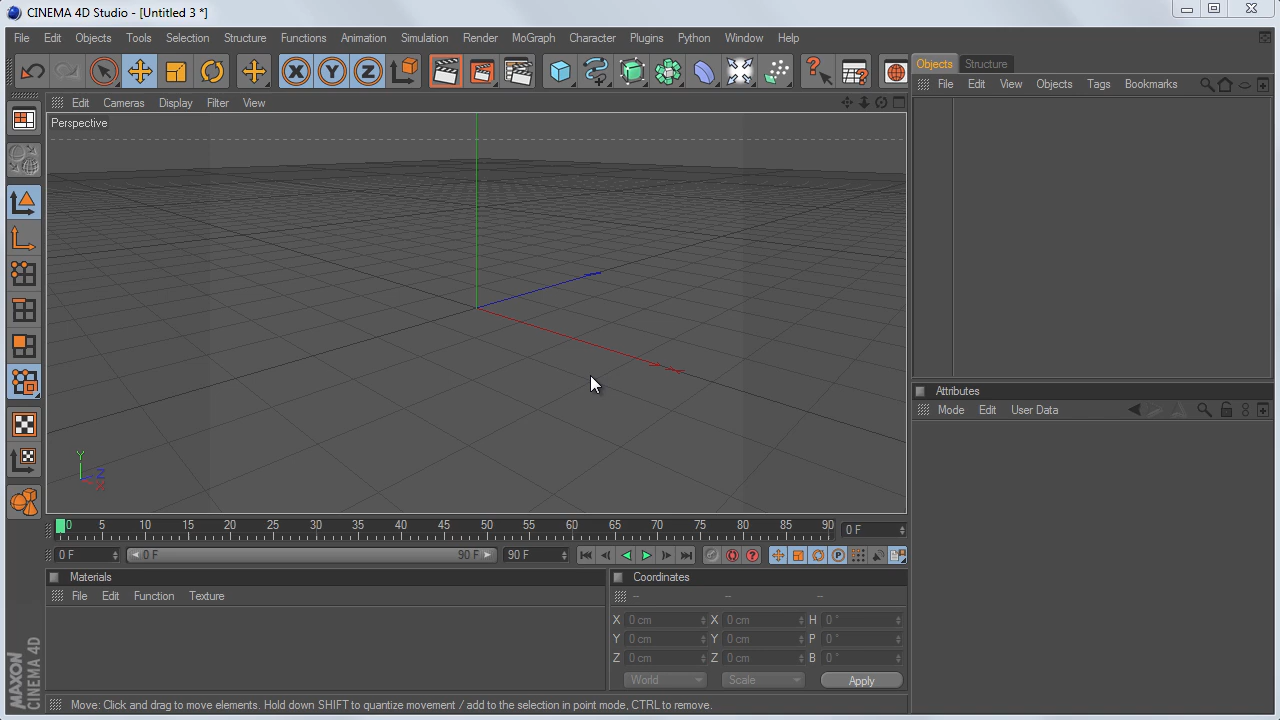 CINEMA 4D Studio - [Untitled 3 *]
File Edit Objects Tools Selection Structure Functions Animation Simulation Render MoGraph Character Plugins Python Window Help
X Y Z
Objects Structure
File Edit View Objects Tags Bookmarks
Edit Cameras Display Filter View
Perspective
Y
Z
X
Attributes
Mode Edit User Data
0 5 10 15 20 25 30 35 40 45 50 55 60 65 70 75 80 85 90
0 F
0 F 0 F 90 F 90 F
P
Materials
File Edit Function Texture
Coordinates
X 0 cm X 0 cm H 0 °
Y 0 cm Y 0 cm P 0 °
Z 0 cm Z 0 cm B 0 °
World Scale Apply
MAXON
CINEMA 4D
Move: Click and drag to move elements. Hold down SHIFT to quantize movement / add to the selection in point mode, CTRL to remove.